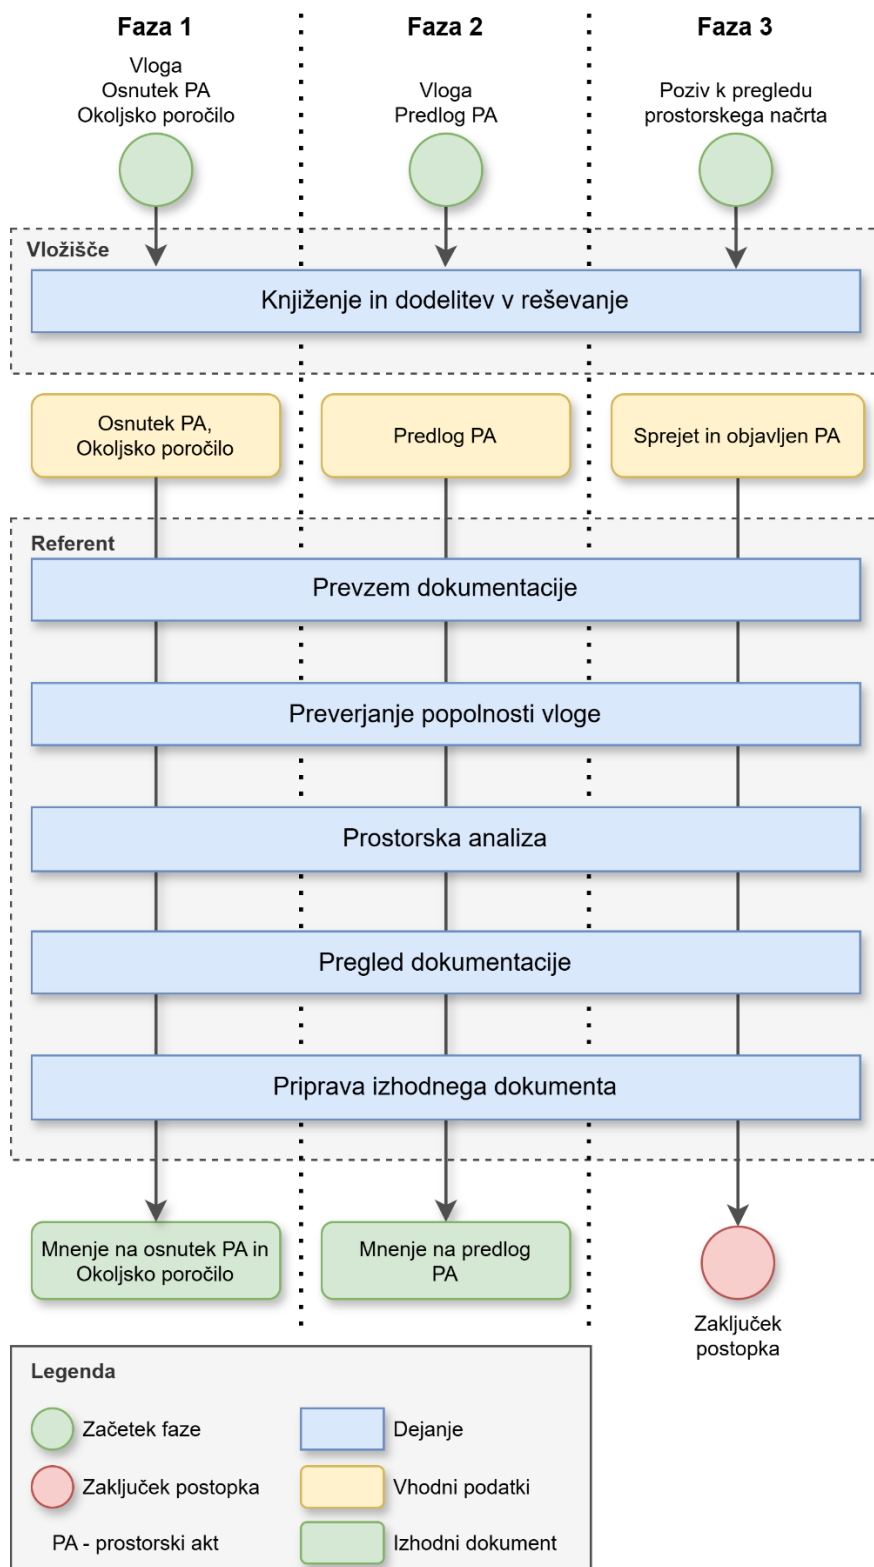 Faza 1
Faza 2
Faza 3
Vloga
Osnutek PA
Okoljsko poročilo
Vloga
Predlog PA
Poziv k pregledu
prostorskega načrta
Vložišče
Knjiženje in dodelitev v reševanje
Osnutek PA,
Okoljsko poročilo
Predlog PA
Sprejet in objavljen PA
Referent
Prevzem dokumentacije
Preverjanje popolnosti vloge
Prostorska analiza
Pregled dokumentacije
Priprava izhodnega dokumenta
Mnenje na osnutek PA in
Okoljsko poročilo
Mnenje na predlog
PA
Zaključek
postopka
Legenda
Začetek faze
Dejanje
Zaključek postopka
Vhodni podatki
PA - prostorski akt
Izhodni dokument